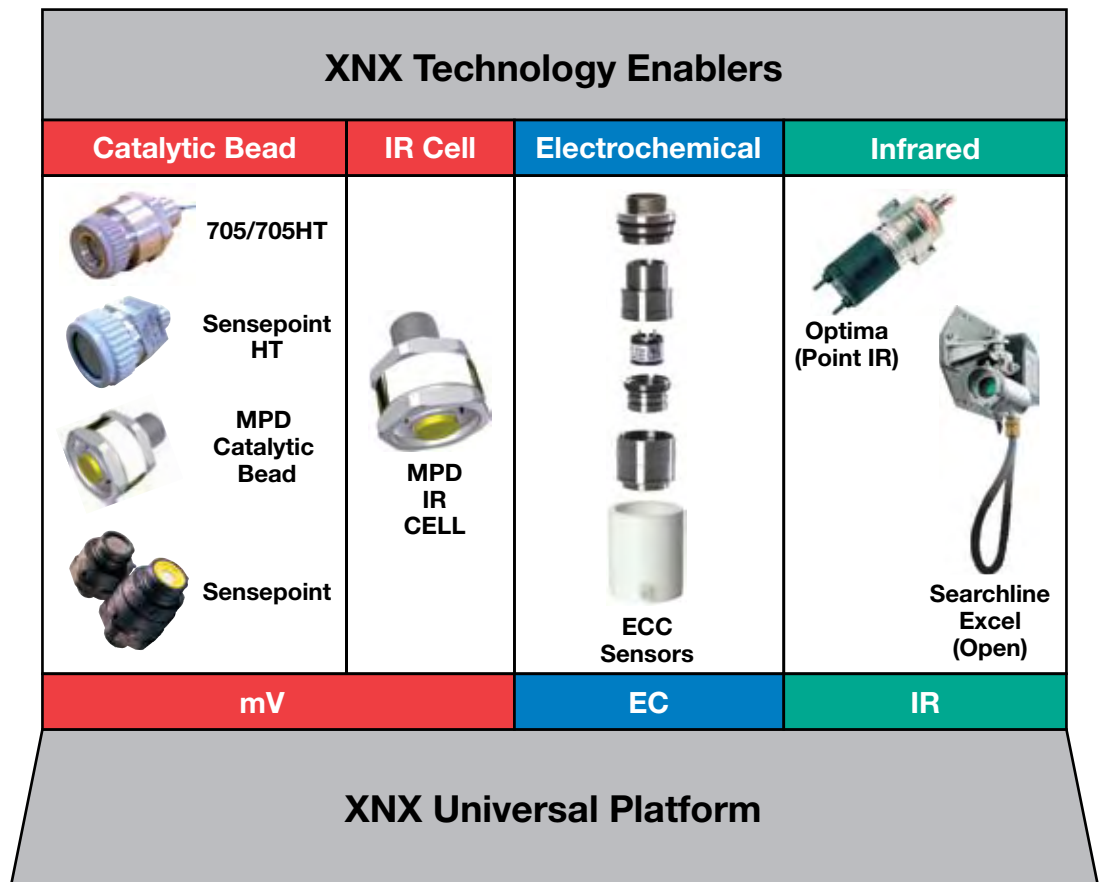 XNX Technology Enablers
Catalytic Bead
IR Cell
Electrochemical
Infrared
705/705HT
Sensepoint
HT
MPD
Catalytic
Bead
Sensepoint
MPD
IR
CELL
ECC
Sensors
Optima
(Point IR)
Searchline
Excel
(Open)
mV
EC
IR
XNX Universal Platform